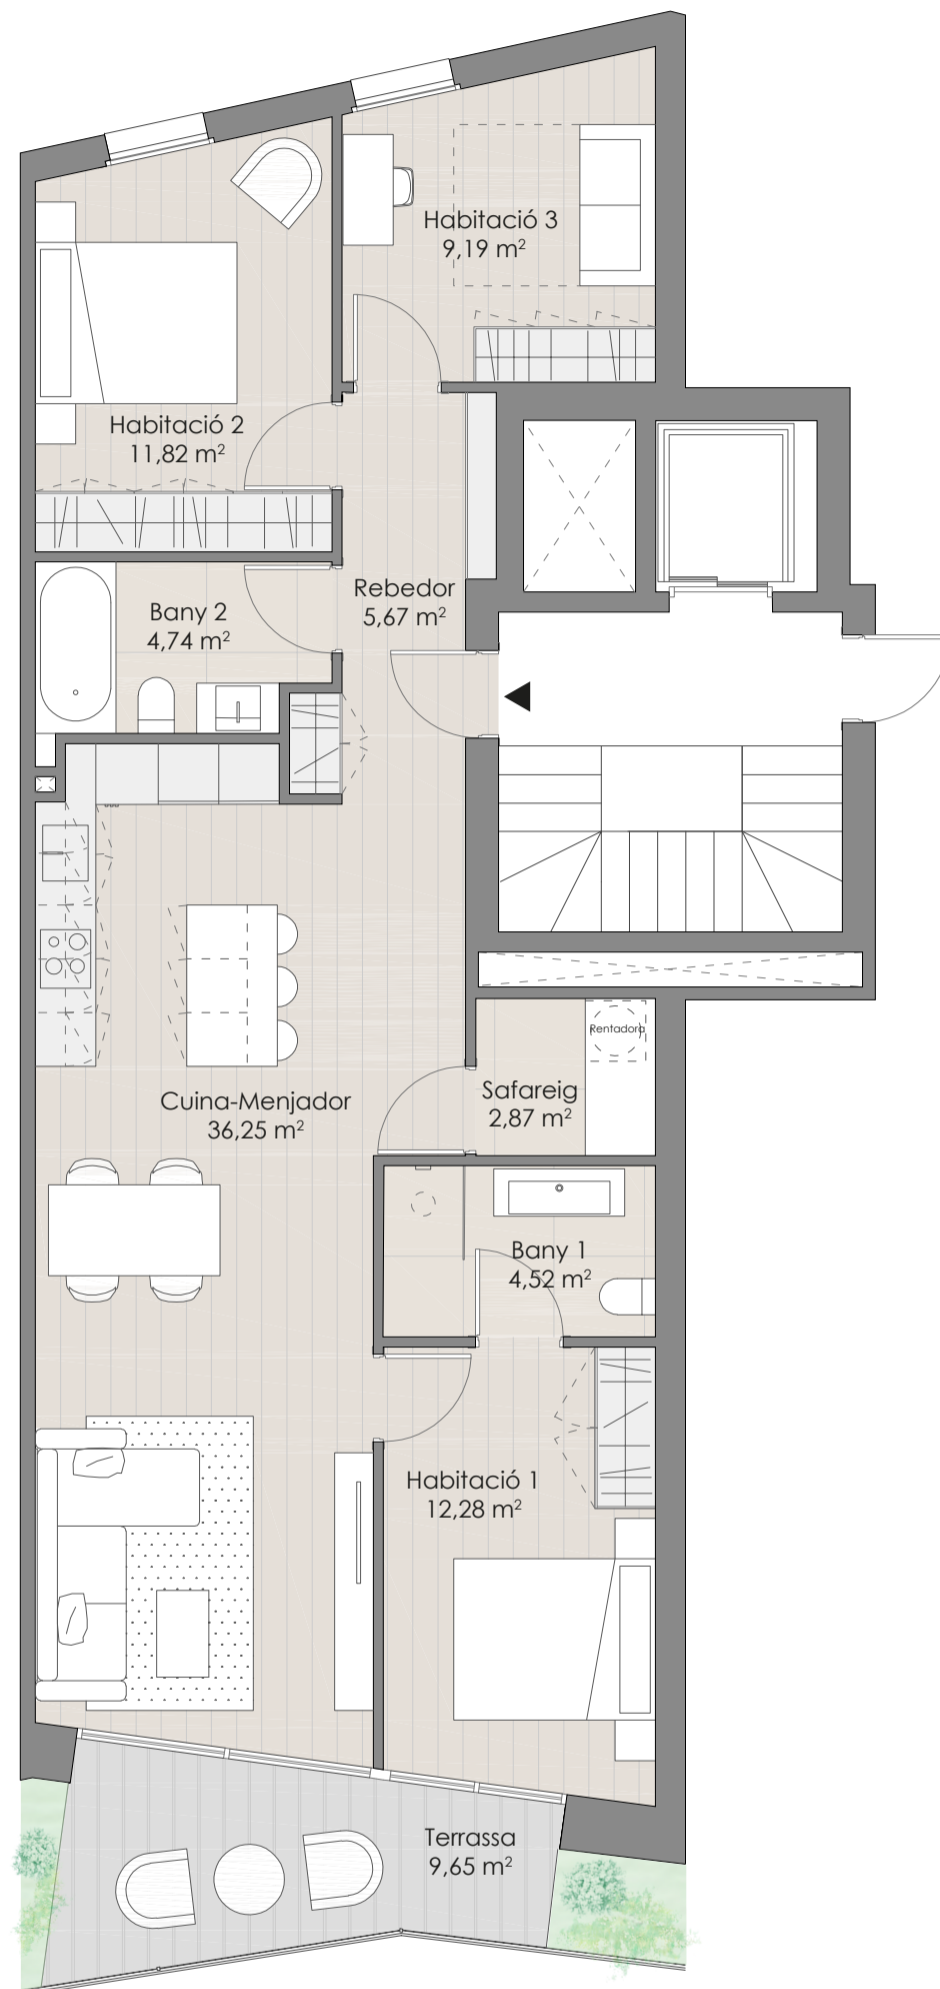 Habitació 3
9,19 m²
Habitació 2
11,82 m²
Rebedor
5,67 m²
Bany 2
4,74 m²
Rentadora
Safareig
2,87 m²
Cuina-Menjador
36,25 m²
Bany 1
4,52 m²
Habitació 1
12,28 m²
Terrassa
9,65 m²